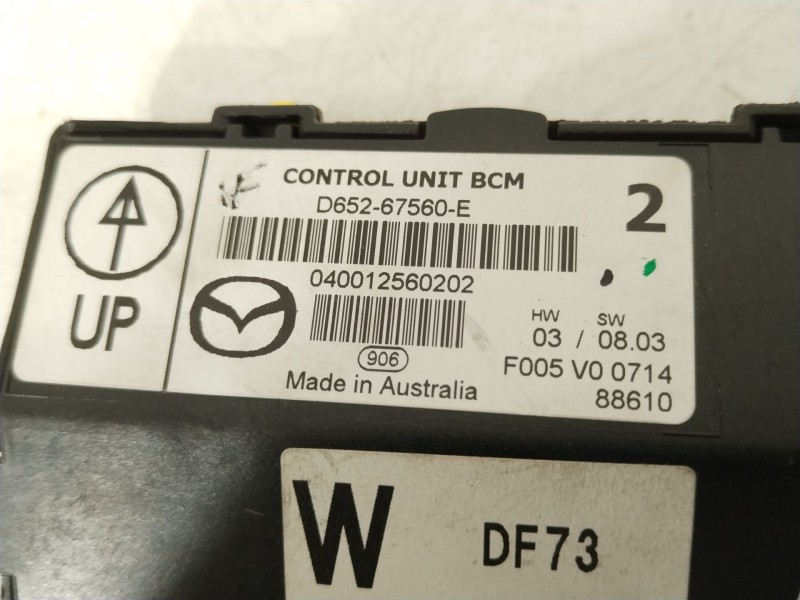 UP
CONTROL UNIT BCM
D652-67560-E
2
040012560202
HW SW
03 / 08.03
906
F005 V0 0714
Made in Australia
88610
W DF73